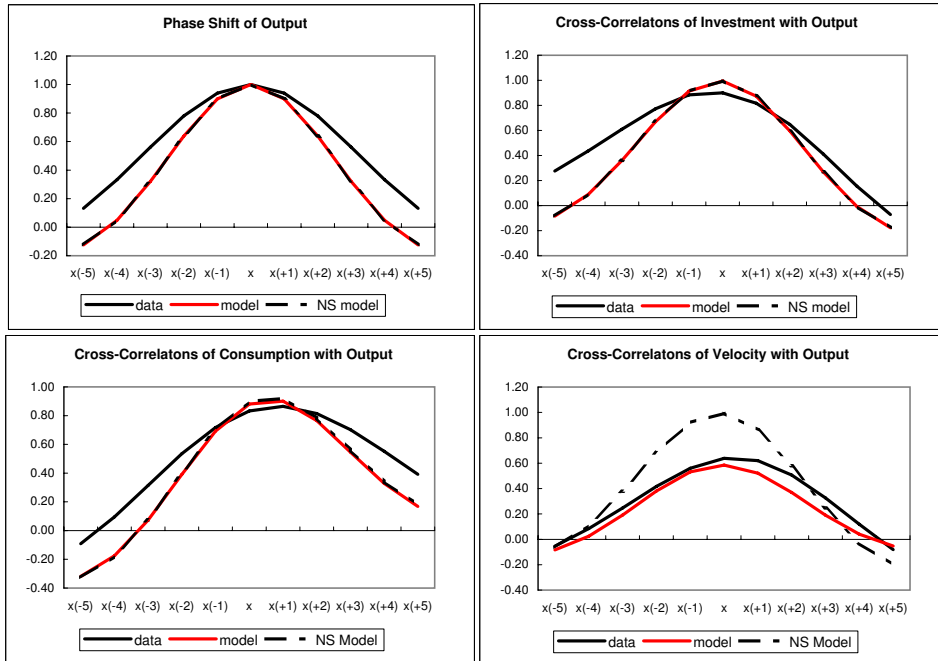 Phase Shift of Output
1.20
1.00
0.80
0.60
0.40
0.20
0.00
-0.20
x(-5) x(-4) x(-3) x(-2) x(-1) x x(+1) x(+2) x(+3) x(+4) x(+5)
data model NS model
Cross-Correlatons of Investment with Output
1.20
1.00
0.80
0.60
0.40
0.20
0.00
-0.20
-0.40
x(-5) x(-4) x(-3) x(-2) x(-1) x x(+1) x(+2) x(+3) x(+4) x(+5)
data model NS model
Cross-Correlatons of Consumption with Output
1.00
0.80
0.60
0.40
0.20
0.00
-0.20
-0.40
x(-5) x(-4) x(-3) x(-2) x(-1) x x(+1) x(+2) x(+3) x(+4) x(+5)
data model NS Model
Cross-Correlatons of Velocity with Output
1.20
1.00
0.80
0.60
0.40
0.20
0.00
-0.20
-0.40
x(-5) x(-4) x(-3) x(-2) x(-1) x x(+1) x(+2) x(+3) x(+4) x(+5)
data model NS Model